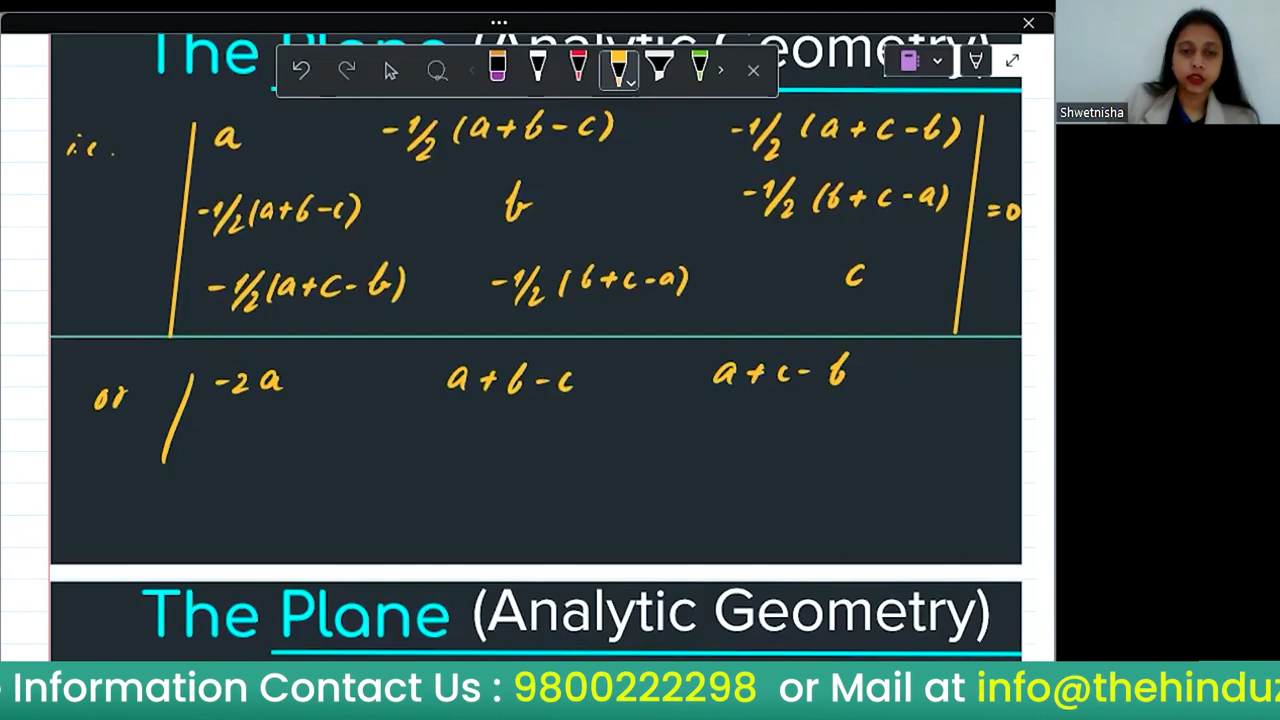 The Plane (Analytic Geometry)
i.e. | a -1/2 (a+b-c) -1/2 (a+c-b) |
-1/2(a+b-c) b -1/2 (b+c-a) =0
-1/2(a+c-b) -1/2 (b+c-a) c
Shwetnisha
or | -2a a+b-c a+c-b
The Plane (Analytic Geometry)
Information Contact Us : 9800222298 or Mail at info@thehinduz